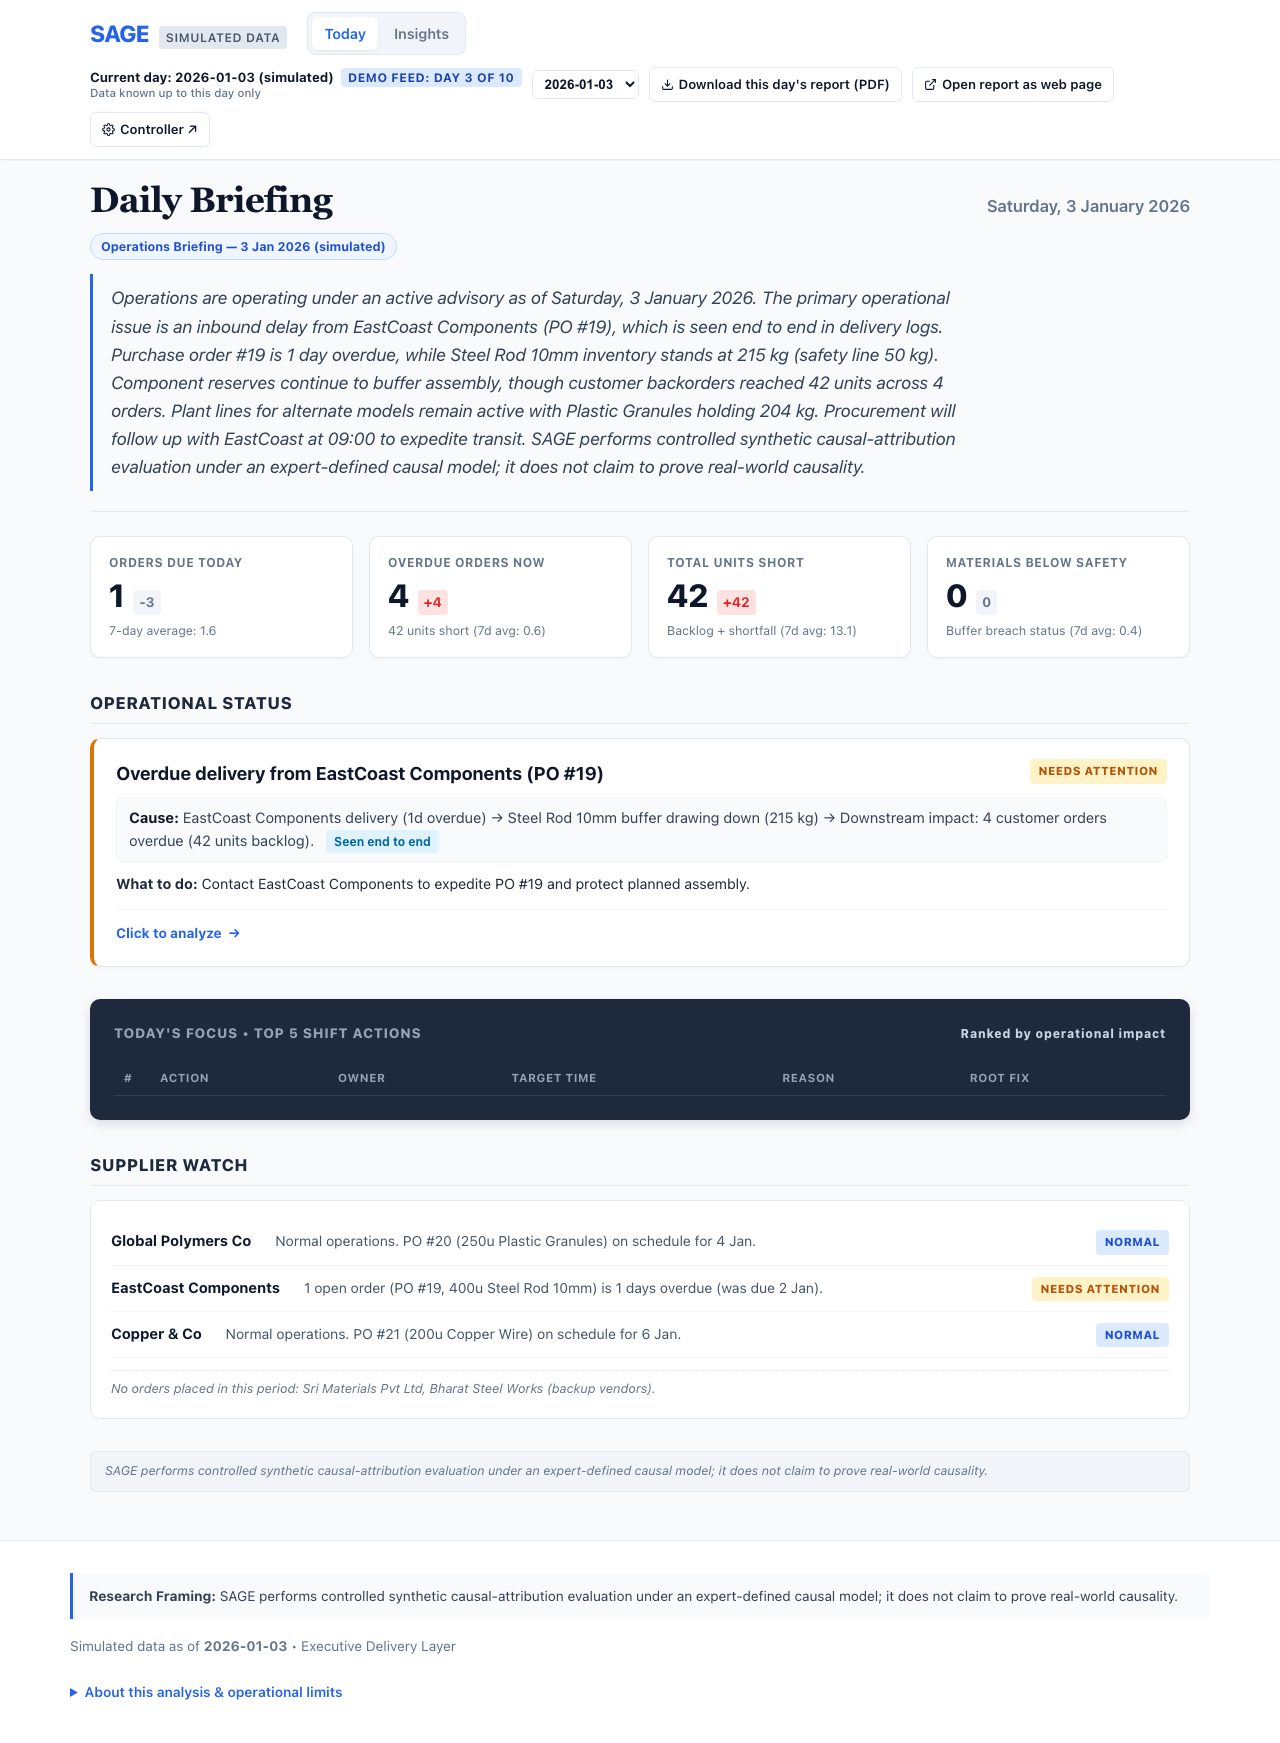 SAGE SIMULATED DATA Today Insights
Current day: 2026-01-03 (simulated) DEMO FEED: DAY 3 OF 10
Data known up to this day only
2026-01-03 Download this day's report (PDF) Open report as web page
Controller ↗
Daily Briefing
Saturday, 3 January 2026
Operations Briefing — 3 Jan 2026 (simulated)
Operations are operating under an active advisory as of Saturday, 3 January 2026. The primary operational
issue is an inbound delay from EastCoast Components (PO #19), which is seen end to end in delivery logs.
Purchase order #19 is 1 day overdue, while Steel Rod 10mm inventory stands at 215 kg (safety line 50 kg).
Component reserves continue to buffer assembly, though customer backorders reached 42 units across 4
orders. Plant lines for alternate models remain active with Plastic Granules holding 204 kg. Procurement will
follow up with EastCoast at 09:00 to expedite transit. SAGE performs controlled synthetic causal-attribution
evaluation under an expert-defined causal model; it does not claim to prove real-world causality.
ORDERS DUE TODAY
1 -3
7-day average: 1.6
OVERDUE ORDERS NOW
4 +4
42 units short (7d avg: 0.6)
TOTAL UNITS SHORT
42 +42
Backlog + shortfall (7d avg: 13.1)
MATERIALS BELOW SAFETY
0 0
Buffer breach status (7d avg: 0.4)
OPERATIONAL STATUS
Overdue delivery from EastCoast Components (PO #19) NEEDS ATTENTION
Cause: EastCoast Components delivery (1d overdue) → Steel Rod 10mm buffer drawing down (215 kg) → Downstream impact: 4 customer orders
overdue (42 units backlog). Seen end to end
What to do: Contact EastCoast Components to expedite PO #19 and protect planned assembly.
Click to analyze →
TODAY'S FOCUS • TOP 5 SHIFT ACTIONS Ranked by operational impact
# ACTION OWNER TARGET TIME REASON ROOT FIX
SUPPLIER WATCH
Global Polymers Co Normal operations. PO #20 (250u Plastic Granules) on schedule for 4 Jan. NORMAL
EastCoast Components 1 open order (PO #19, 400u Steel Rod 10mm) is 1 days overdue (was due 2 Jan). NEEDS ATTENTION
Copper & Co Normal operations. PO #21 (200u Copper Wire) on schedule for 6 Jan. NORMAL
No orders placed in this period: Sri Materials Pvt Ltd, Bharat Steel Works (backup vendors).
SAGE performs controlled synthetic causal-attribution evaluation under an expert-defined causal model; it does not claim to prove real-world causality.
Research Framing: SAGE performs controlled synthetic causal-attribution evaluation under an expert-defined causal model; it does not claim to prove real-world causality.
Simulated data as of 2026-01-03 • Executive Delivery Layer
▶ About this analysis & operational limits